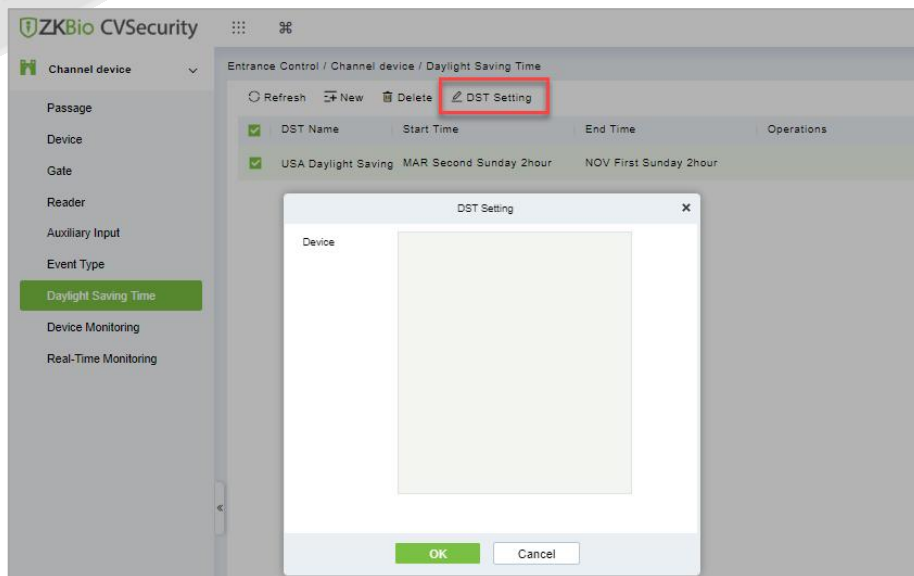 ZKBio CVSecurity
Channel device
Entrance Control / Channel device / Daylight Saving Time
Refresh New Delete DST Setting
DST Name Start Time End Time Operations
USA Daylight Saving MAR Second Sunday 2hour NOV First Sunday 2hour
Passage
Device
Gate
Reader
Auxiliary Input
Event Type
Daylight Saving Time
Device Monitoring
Real-Time Monitoring
DST Setting
Device
OK Cancel